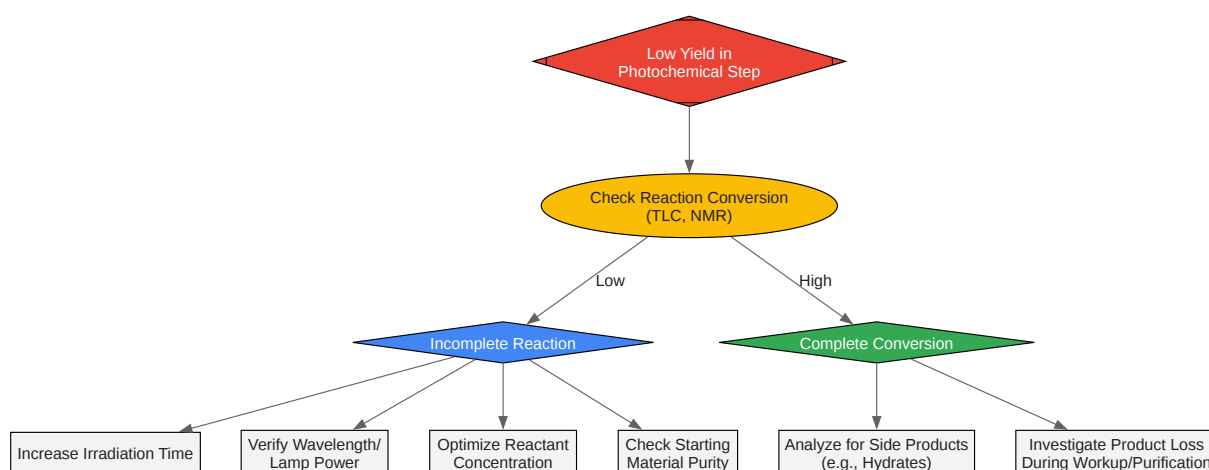 Low Yield in
Photochemical Step
Check Reaction Conversion
(TLC, NMR)
Low
High
Incomplete Reaction
Complete Conversion
Increase Irradiation Time
Verify Wavelength/
Lamp Power
Optimize Reactant
Concentration
Check Starting
Material Purity
Analyze for Side Products
(e.g., Hydrates)
Investigate Product Loss
During Workup/Purification